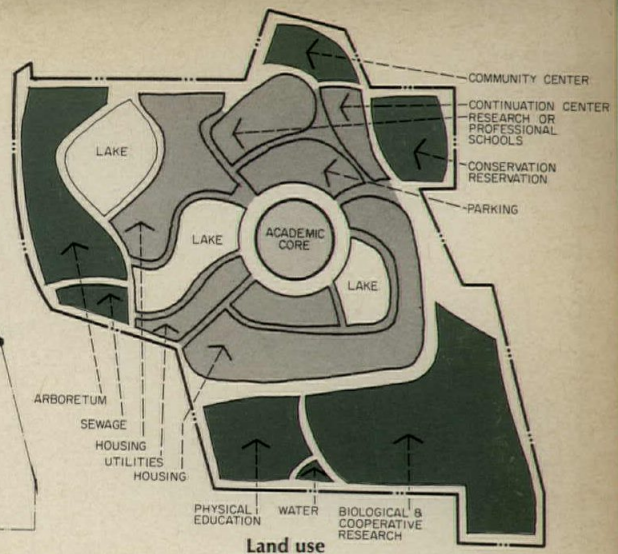 COMMUNITY CENTER
CONTINUATION CENTER
RESEARCH OR
PROFESSIONAL
SCHOOLS
CONSERVATION
RESERVATION
PARKING
LAKE
LAKE
ACADEMIC
CORE
LAKE
ARBORETUM
SEWAGE
HOUSING
UTILITIES
HOUSING
PHYSICAL
EDUCATION
WATER
BIOLOGICAL &
COOPERATIVE
RESEARCH
Land use